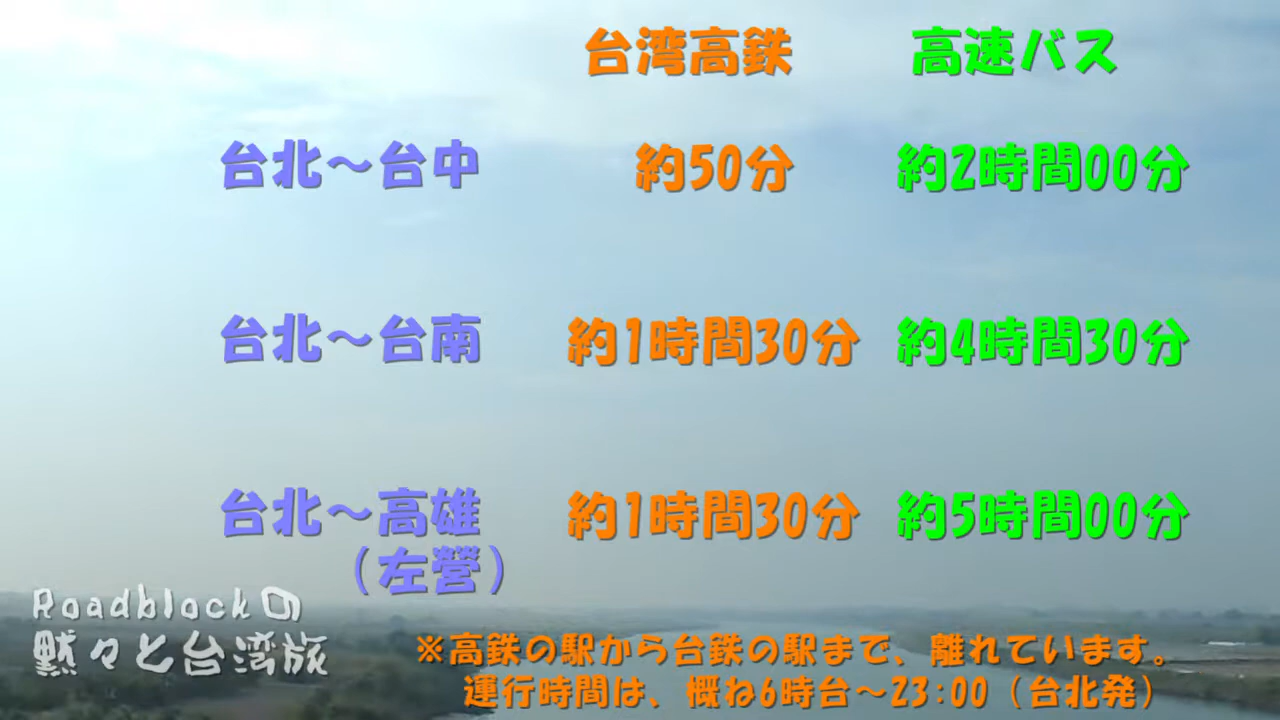 台湾高鉄 高速バス
台北～台中 約50分 約2時間00分
台北～台南 約1時間30分 約4時間30分
台北～高雄 約1時間30分 約5時間00分
（左營）
Roadblockの
黙々と台湾旅
※高鉄の駅から台鉄の駅まで、離れています。
運行時間は、概ね6時台～23:00（台北発）